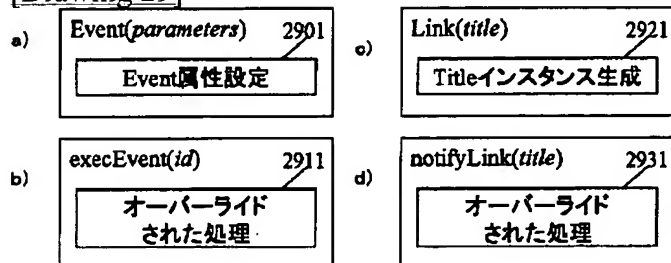 [Drawing 29]
a) Event(parameters) 2901
Event属性設定
c) Link(title) 2921
Titleインスタンス生成
b) execEvent(id) 2911
オーバーライド
された処理
d) notifyLink(title) 2931
オーバーライド
された処理